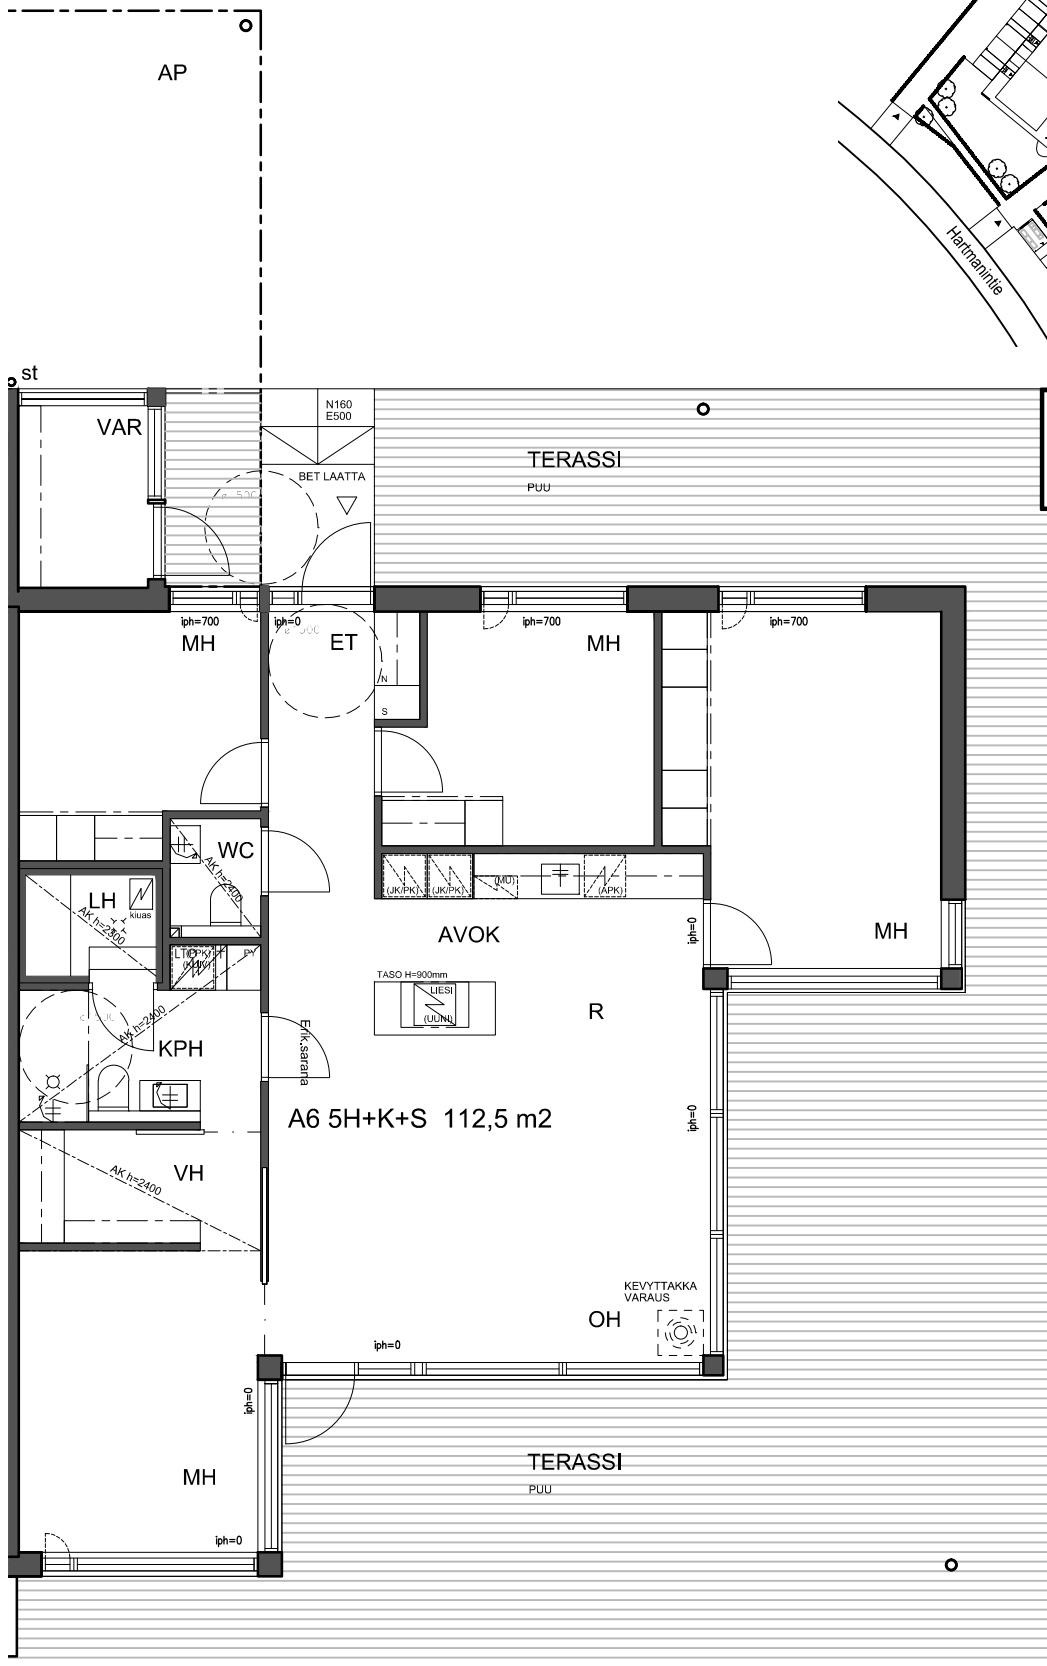 AP
Hartmanintie
st
VAR
N160
E500
BET LAATTA
TERASSI
PUU
iph=700
iph=0
iph=700
iph=700
MH
ET
MH
N
S
WC
AK h=2400
LH
kiuas
AK h=2300
(JK/PK)
(JK/PK)
(MU)
(APK)
AVOK
iph=0
MH
PY
TASO H=900mm
LIESI
(UUNI)
R
AK h=2400
KPH
Erik.sarana
A6 5H+K+S 112,5 m2
iph=0
VH
AK h=2400
KEVYTTAKKA
VARAUS
OH
iph=0
iph=0
TERASSI
PUU
MH
iph=0